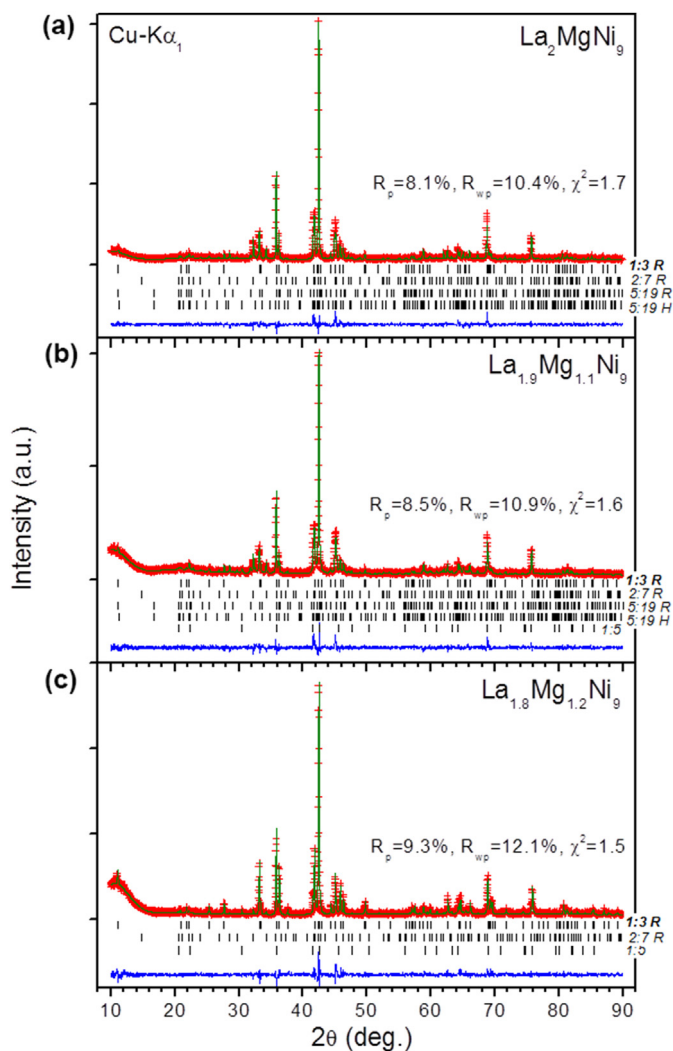 (a) Cu-Kα₁ La₂MgNi₉
Rₚ=8.1%, R_wp=10.4%, χ²=1.7
1:3 R
2:7 R
5:19 R
5:19 H
(b) La₁.₉Mg₁.₁Ni₉
Rₚ=8.5%, R_wp=10.9%, χ²=1.6
1:3 R
2:7 R
5:19 R
5:19 H
1:5
Intensity (a.u.)
(c) La₁.₈Mg₁.₂Ni₉
Rₚ=9.3%, R_wp=12.1%, χ²=1.5
1:3 R
2:7 R
1:5
10 20 30 40 50 60 70 80 90
2θ (deg.)